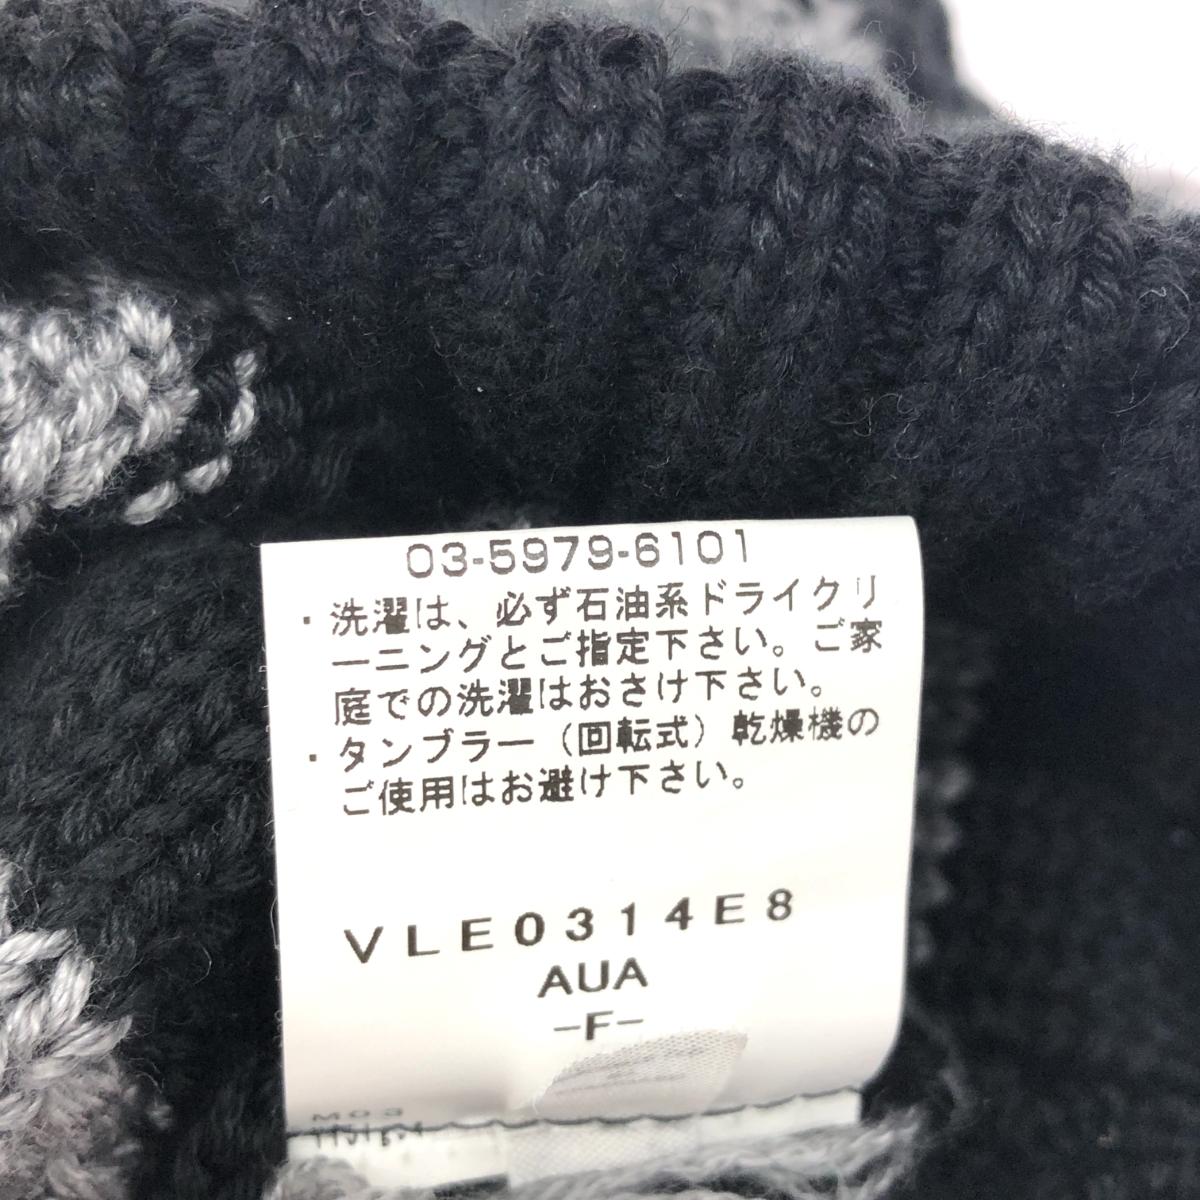 03-5979-6101
・洗濯は、必ず石油系ドライクリ
ーニングとご指定下さい。ご家
庭での洗濯はおさけ下さい。
・タンブラー（回転式）乾燥機の
ご使用はお避け下さい。
VLE0314E8
AUA
-F-
M03